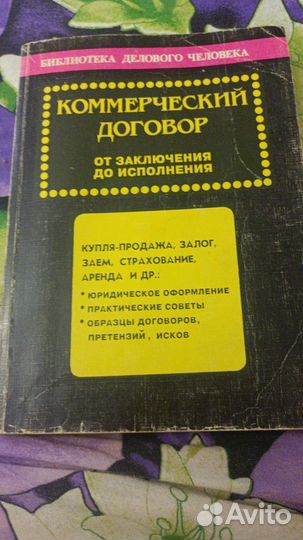 БИБЛИОТЕКА ДЕЛОВОГО ЧЕЛОВЕКА
КОММЕРЧЕСКИЙ
ДОГОВОР
ОТ ЗАКЛЮЧЕНИЯ
ДО ИСПОЛНЕНИЯ
КУПЛЯ-ПРОДАЖА, ЗАЛОГ,
ЗАЕМ, СТРАХОВАНИЕ,
АРЕНДА И ДР.:
* ЮРИДИЧЕСКОЕ ОФОРМЛЕНИЕ
* ПРАКТИЧЕСКИЕ СОВЕТЫ
* ОБРАЗЦЫ ДОГОВОРОВ,
ПРЕТЕНЗИЙ, ИСКОВ
Avito